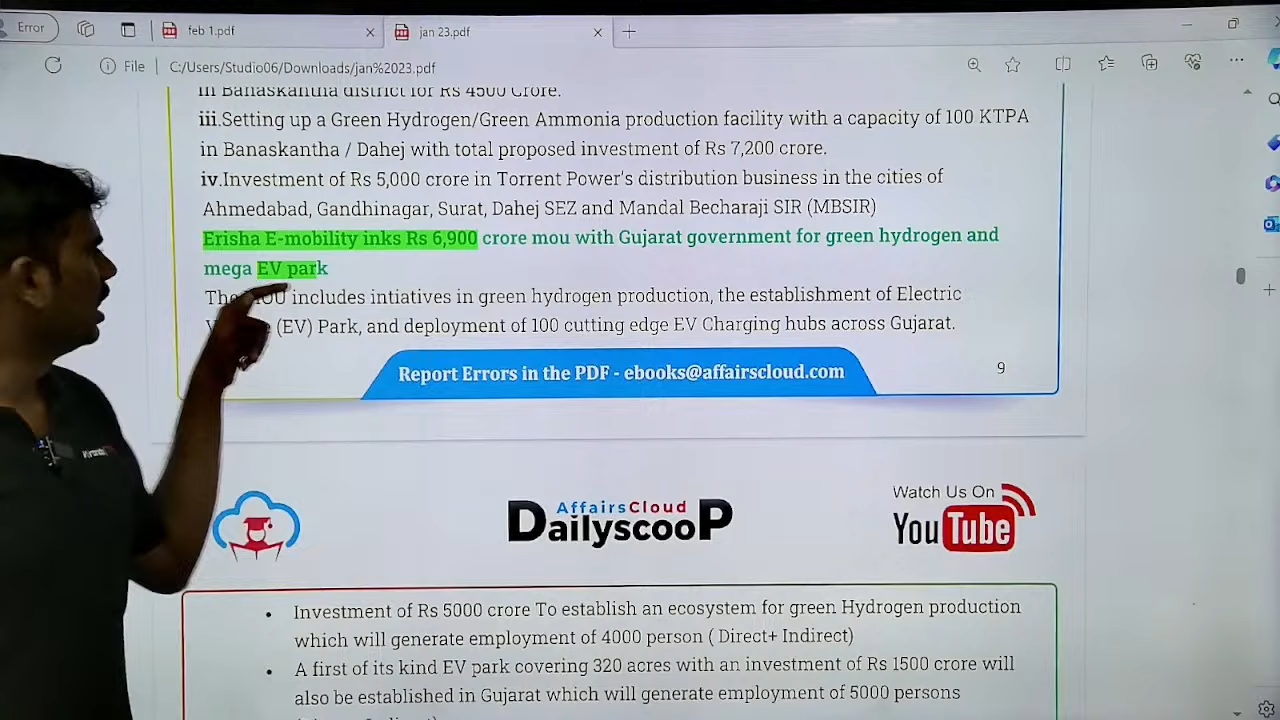 Error
feb 1.pdf
jan 23.pdf
File
C:/Users/Studio06/Downloads/jan%2023.pdf
in Banaskantha district for Rs 4500 Crore.
iii.Setting up a Green Hydrogen/Green Ammonia production facility with a capacity of 100 KTPA
in Banaskantha / Dahej with total proposed investment of Rs 7,200 crore.
iv.Investment of Rs 5,000 crore in Torrent Power's distribution business in the cities of
Ahmedabad, Gandhinagar, Surat, Dahej SEZ and Mandal Becharaji SIR (MBSIR)
Erisha E-mobility inks Rs 6,900 crore mou with Gujarat government for green hydrogen and
mega EV park
The includes intiatives in green hydrogen production, the establishment of Electric
(EV) Park, and deployment of 100 cutting edge EV Charging hubs across Gujarat.
Report Errors in the PDF - ebooks@affairscloud.com
9
AffairsCloud
DailyscooP
Watch Us On
YouTube
• Investment of Rs 5000 crore To establish an ecosystem for green Hydrogen production
which will generate employment of 4000 person ( Direct+ Indirect)
• A first of its kind EV park covering 320 acres with an investment of Rs 1500 crore will
also be established in Gujarat which will generate employment of 5000 persons